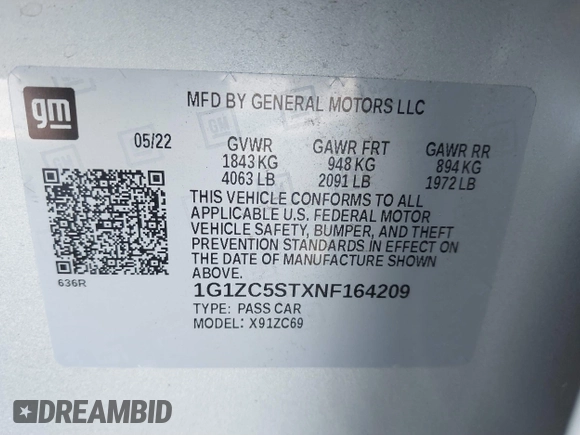 gm
MFD BY GENERAL MOTORS LLC
05/22
GVWR GAWR FRT GAWR RR
1843 KG 948 KG 894 KG
4063 LB 2091 LB 1972 LB
THIS VEHICLE CONFORMS TO ALL
APPLICABLE U.S. FEDERAL MOTOR
VEHICLE SAFETY, BUMPER, AND THEFT
PREVENTION STANDARDS IN EFFECT ON
THE DATE OF MANUFACTURE SHOWN
ABOVE.
636R
1G1ZC5STXNF164209
TYPE: PASS CAR
MODEL: X91ZC69
DREAMBID